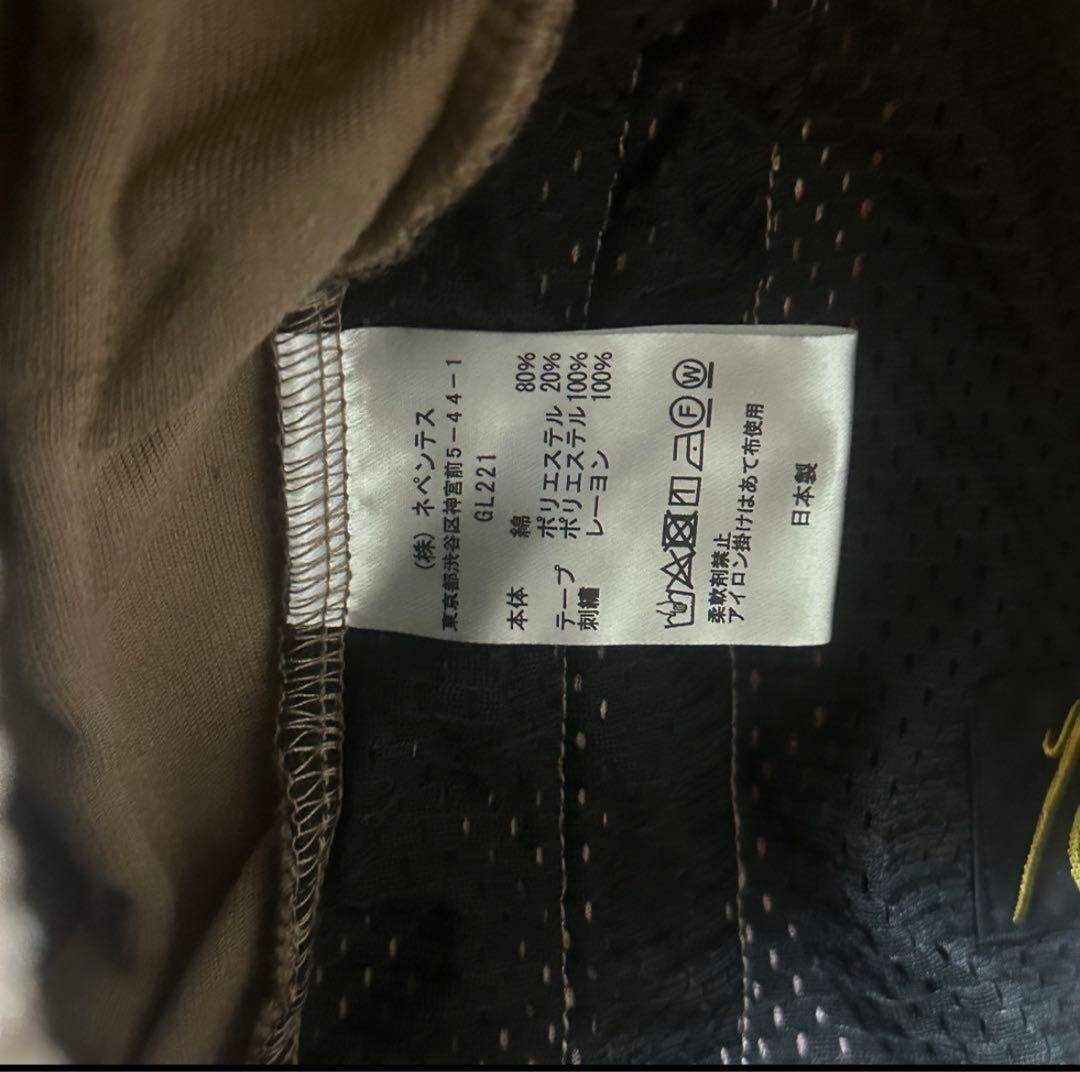 (株) ネペンテス
東京都渋谷区神宮前5-44-1
GL221
本体 綿 80%
ポリエステル 20%
テープ ポリエステル 100%
刺繍 レーヨン 100%
F W
柔軟剤禁止
アイロン掛けはあて布使用
日本製